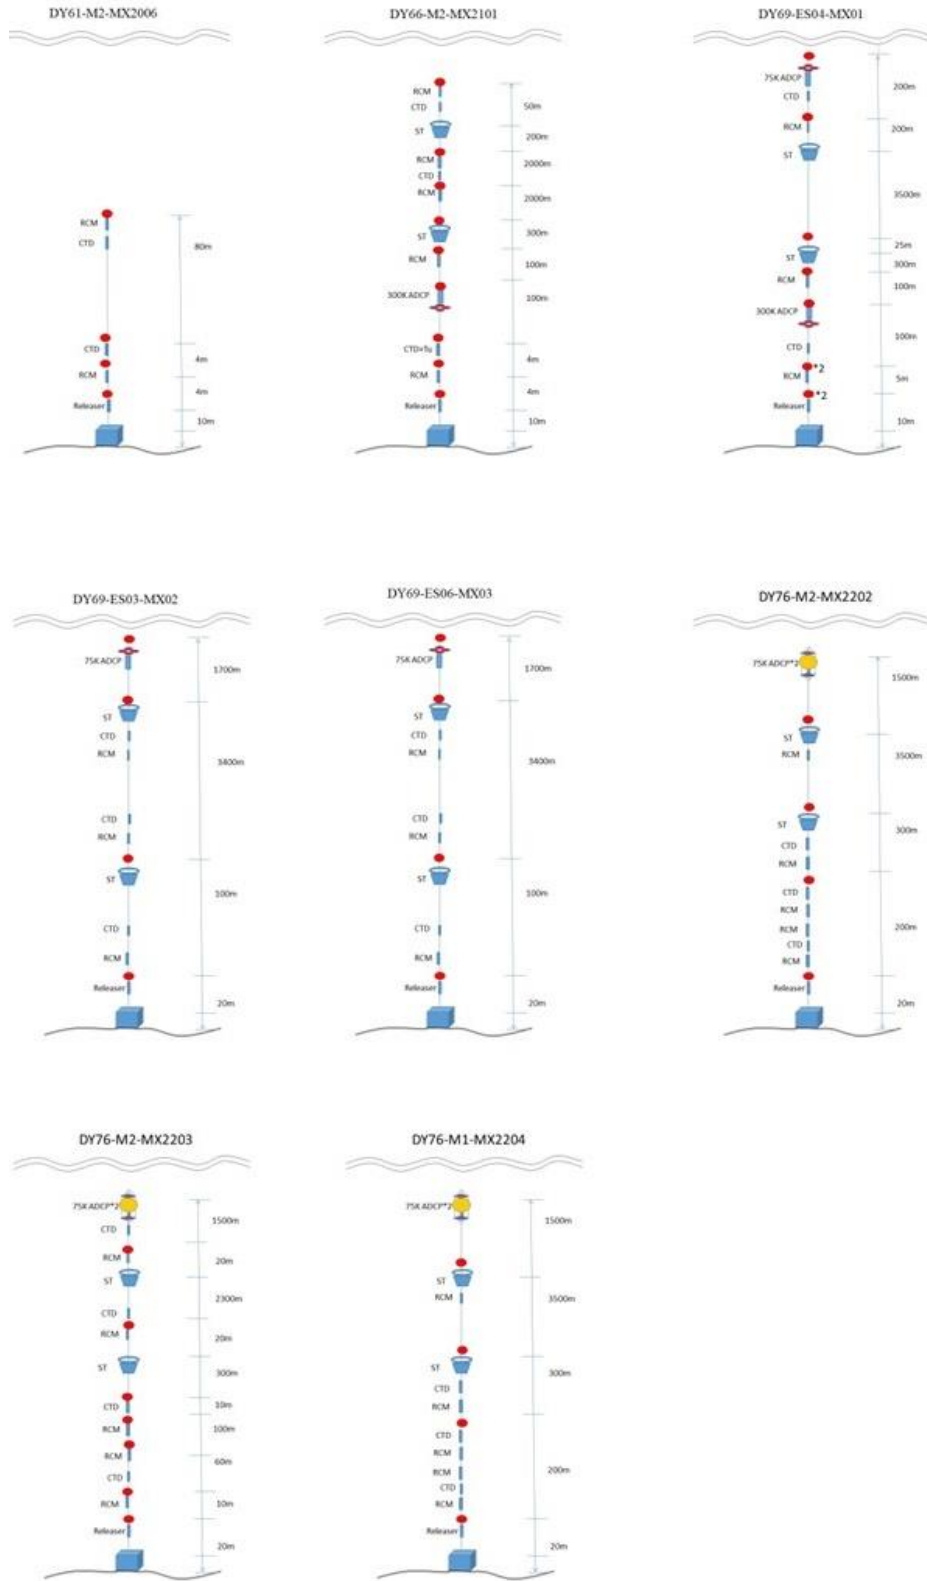 DY61-M2-MX2006
RCM
CTD
80m
CTD
4m
RCM
4m
Releaser
10m
DY66-M2-MX2101
RCM
CTD
50m
ST
200m
RCM
2000m
CTD
RCM
2000m
ST
300m
RCM
100m
300K ADCP
100m
CTD+Tu
4m
RCM
4m
Releaser
10m
DY69-ES04-MX01
75K ADCP
200m
CTD
RCM
200m
ST
3500m
25m
ST
300m
RCM
100m
300K ADCP
100m
CTD
*2
RCM
5m
*2
Releaser
10m
DY69-ES03-MX02
75K ADCP
1700m
ST
CTD
RCM
3400m
CTD
RCM
ST
100m
CTD
RCM
Releaser
20m
DY69-ES06-MX03
75K ADCP
1700m
ST
CTD
RCM
3400m
CTD
RCM
ST
100m
CTD
RCM
Releaser
20m
DY76-M2-MX2202
75K ADCP*2
1500m
ST
RCM
3500m
ST
300m
CTD
RCM
CTD
RCM
RCM
200m
CTD
RCM
Releaser
20m
DY76-M2-MX2203
75K ADCP*2
1500m
CTD
RCM
20m
ST
2300m
CTD
RCM
20m
ST
300m
CTD
10m
RCM
100m
RCM
60m
CTD
RCM
10m
Releaser
20m
DY76-M1-MX2204
75K ADCP*2
1500m
ST
RCM
3500m
ST
300m
CTD
RCM
CTD
RCM
RCM
200m
CTD
RCM
Releaser
20m